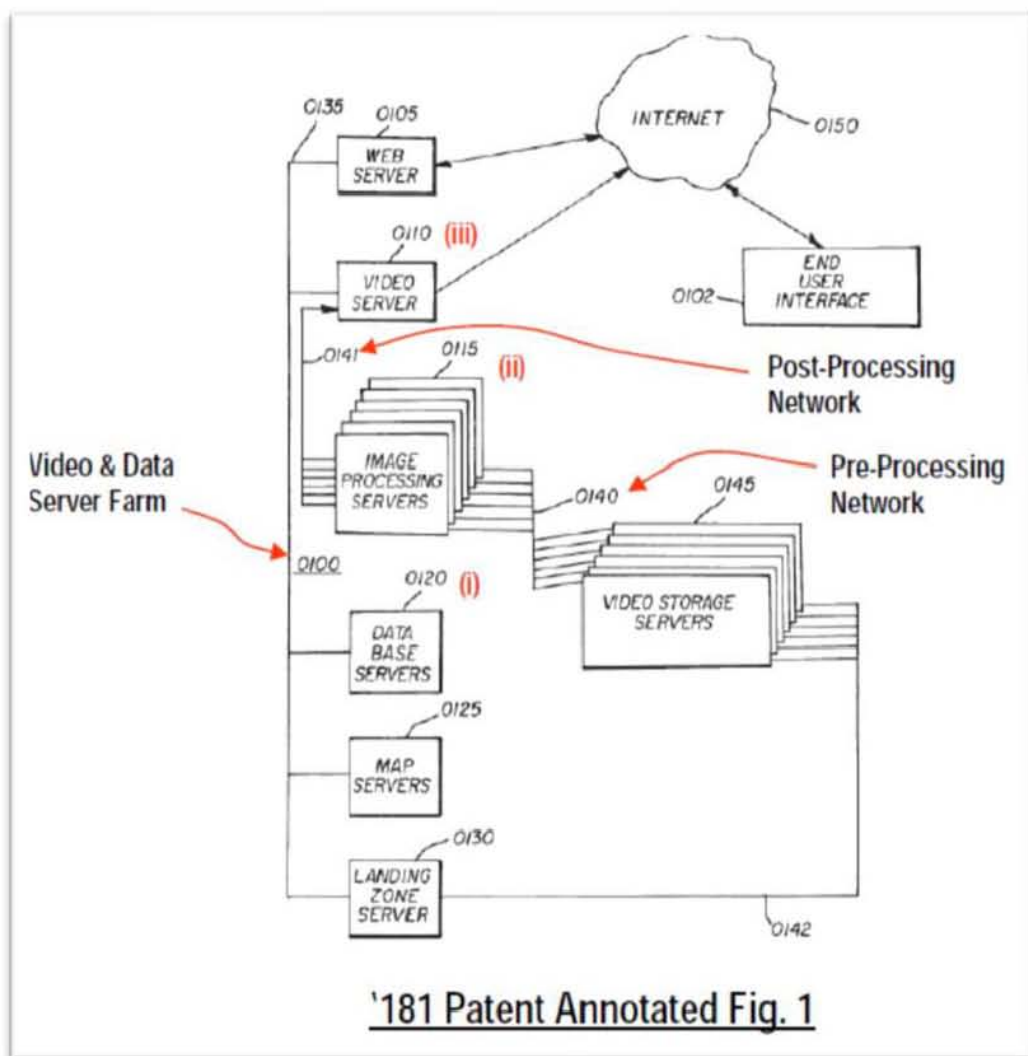 0135
0105
WEB
SERVER
INTERNET
0150
0110 (iii)
VIDEO
SERVER
END
USER
INTERFACE
0102
0141
0115
(ii)
Post-Processing
Network
IMAGE
PROCESSING
SERVERS
Video & Data
Server Farm
0140
Pre-Processing
Network
0145
VIDEO STORAGE
SERVERS
0100
0120 (i)
DATA
BASE
SERVERS
0125
MAP
SERVERS
0130
LANDING
ZONE
SERVER
0142
'181 Patent Annotated Fig. 1